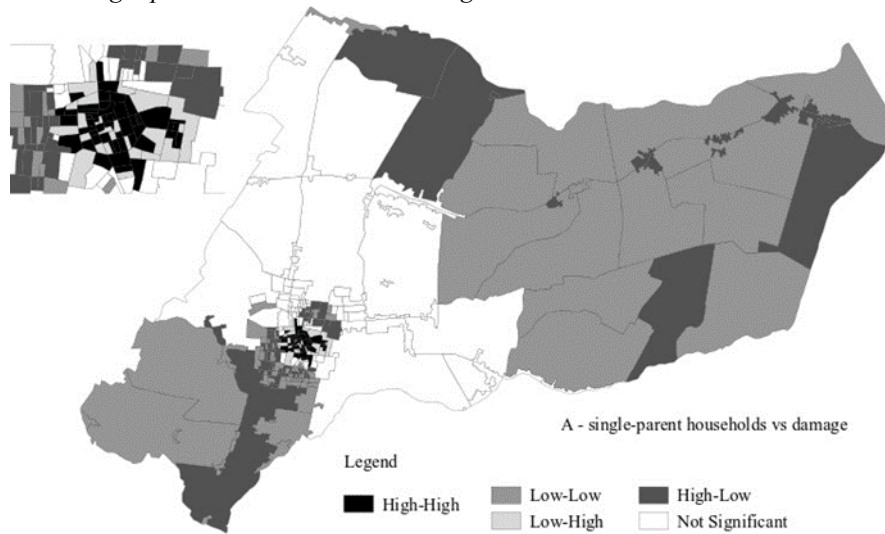 A - single-parent households vs damage
Legend
High-High
Low-Low
High-Low
Low-High
Not Significant